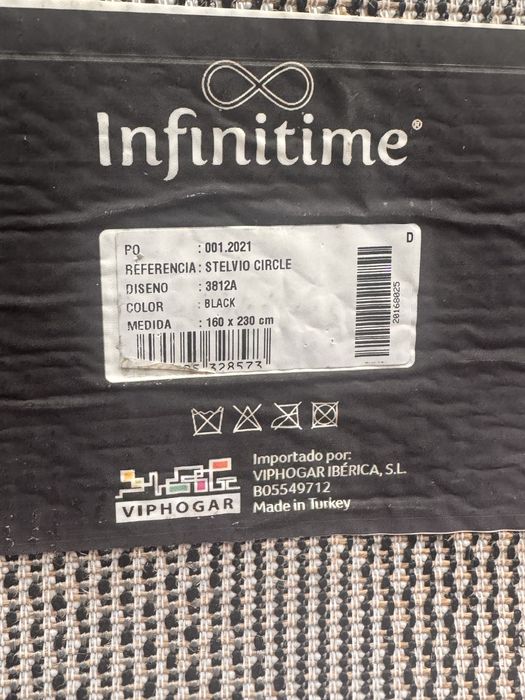 Infinitime®
PO : 001.2021
REFERENCIA : STELVIO CIRCLE
DISENO : 3812A
COLOR : BLACK
MEDIDA : 160 x 230 cm
328573
D
20168025
Importado por:
VIPHOGAR IBÉRICA, S.L.
B05549712
Made in Turkey
VIPHOGAR